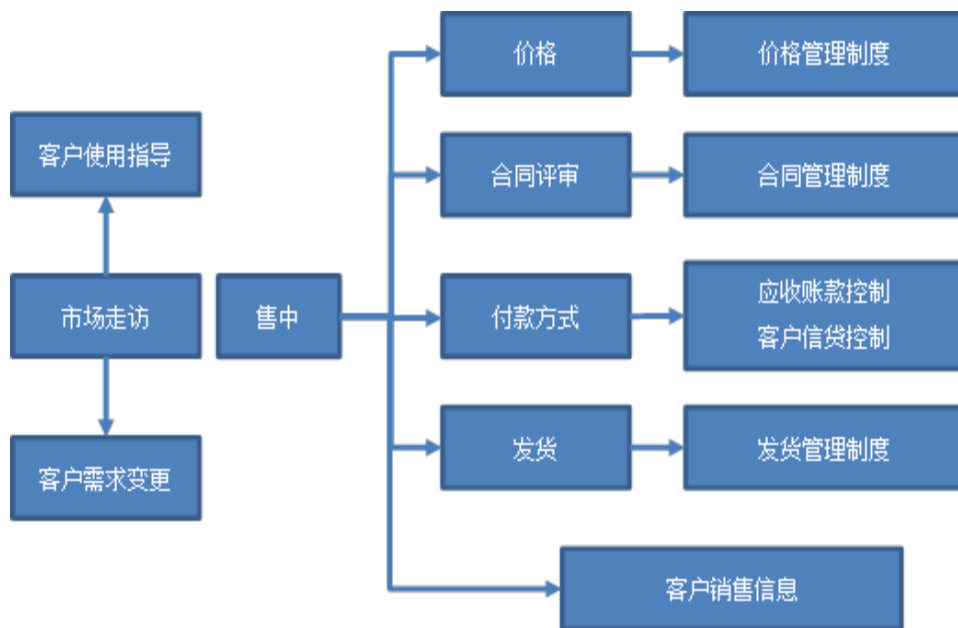 价格
价格管理制度
客户使用指导
合同评审
合同管理制度
市场走访
售中
付款方式
应收账款控制
客户信贷控制
发货
发货管理制度
客户需求变更
客户销售信息